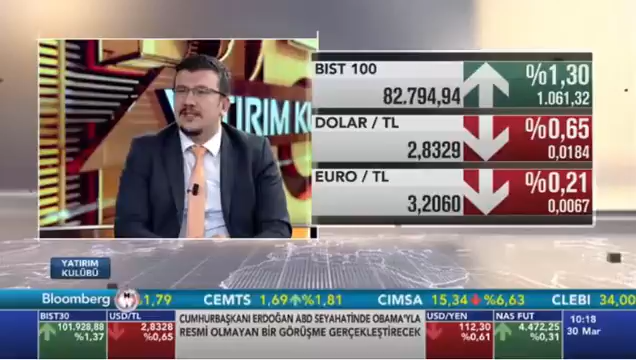 YATIRIM KU
BIST 100
82.794,94
%1,30
1.061,32
DOLAR / TL
2,8329
%0,65
0,0184
EURO / TL
3,2060
%0,21
0,0067
YATIRIM
KULÜBÜ
Bloomberg HT 1,79 CEMTS 1,69 %1,81 CIMSA 15,34 %6,63 CLEBI 34,00
BIST30
101.928,88
%1,37
USD/TL
2,8328
%0,65
CUMHURBAŞKANI ERDOĞAN ABD SEYAHATİNDE OBAMA'YLA
RESMİ OLMAYAN BİR GÖRÜŞME GERÇEKLEŞTİRECEK
USD/YEN
112,30
%0,61
NAS FUT
4.472,25
%0,31
10:18
30 Mar